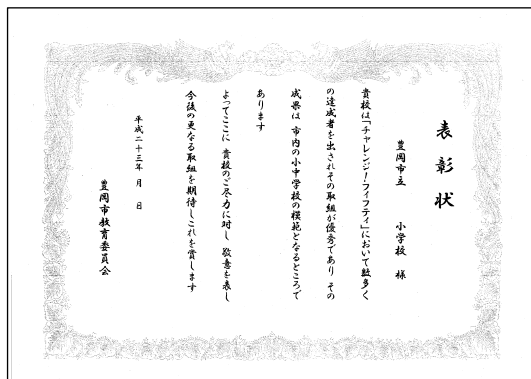 表彰状
豊岡市立　　小学校　様
貴校は「チャレンジ！フィフティ」において数多く
の達成者を出されその取組が優秀であり その
成果は 市内の小中学校の模範となるところで
あります
よってここに 貴校のご尽力に対し 敬意を表し
今後の更なる取組を期待しこれを賞します
平成二十三年　月　日
豊岡市教育委員会